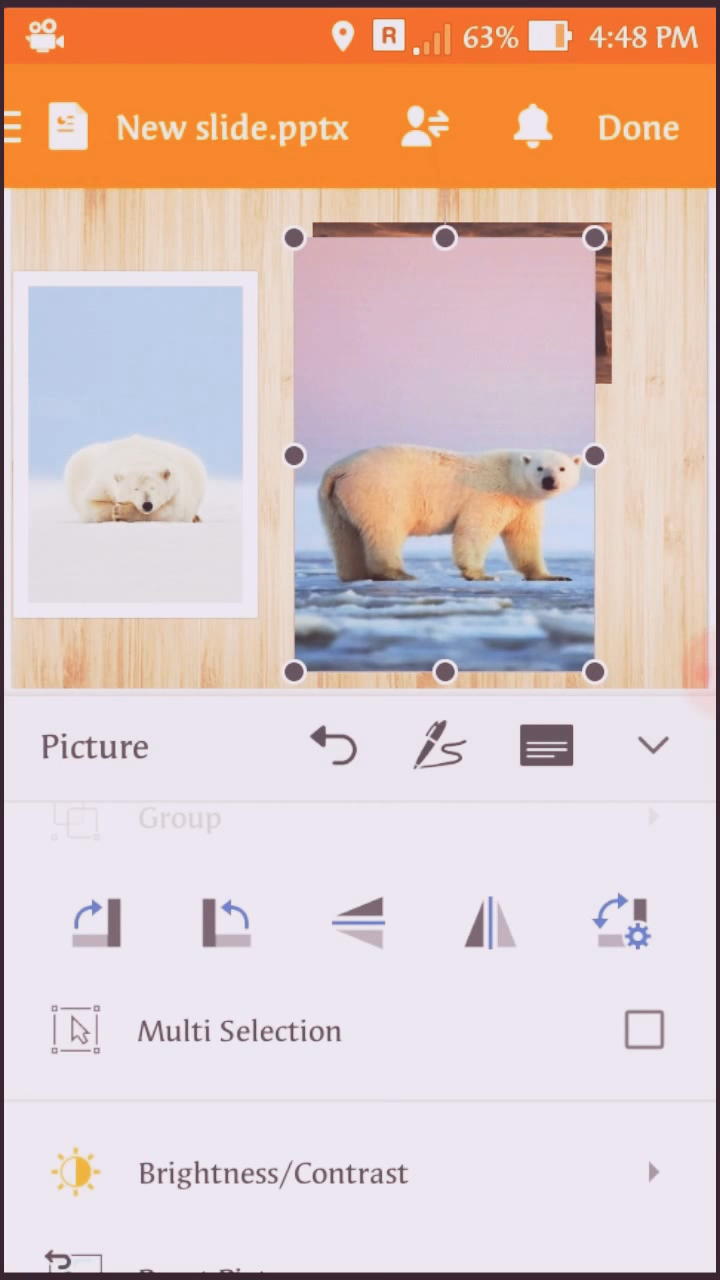 R 63% 4:48 PM
New slide.pptx Done
Picture
Group
Multi Selection
Brightness/Contrast